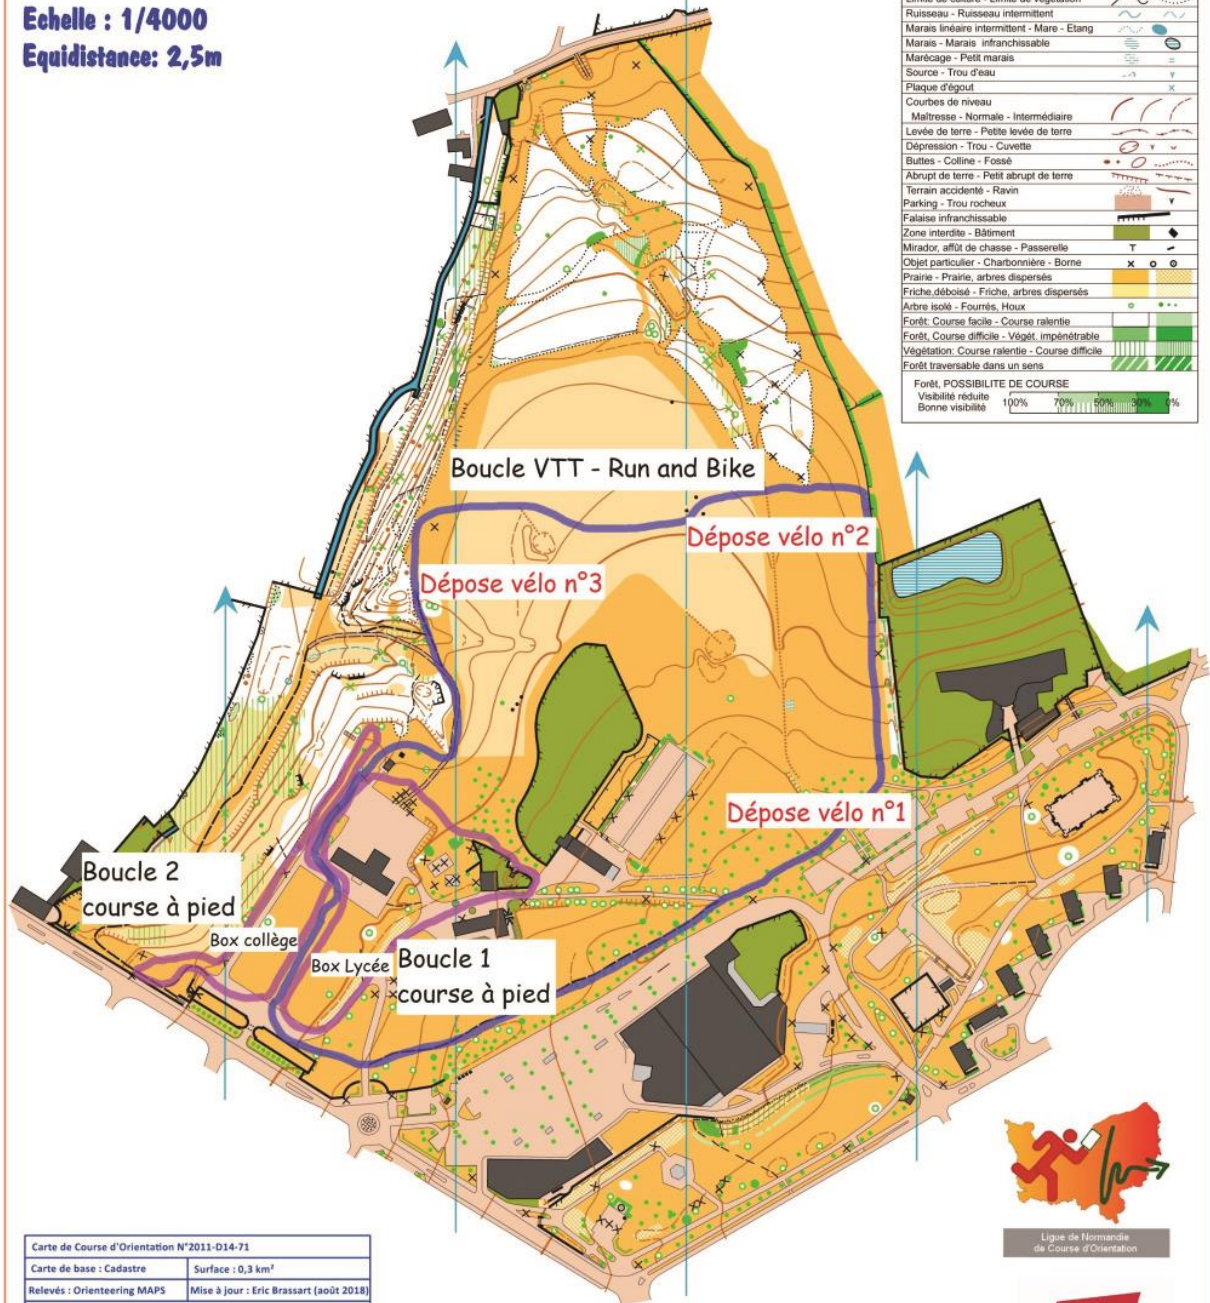 Echelle : 1/4000
Equidistance: 2,5m
Limite de culture - Limite de végétation
Ruisseau - Ruisseau intermittent
Marais linéaire intermittent - Mare - Etang
Marais - Marais infranchissable
Marécage - Petit marais
Source - Trou d'eau
Plaque d'égout
Courbes de niveau
Maîtresse - Normale - Intermédiaire
Levée de terre - Petite levée de terre
Dépression - Trou - Cuvette
Buttes - Colline - Fossé
Abrupt de terre - Petit abrupt de terre
Terrain accidenté - Ravin
Parking - Trou rocheux
Falaise infranchissable
Zone interdite - Bâtiment
Mirador, affût de chasse - Passerelle
Objet particulier - Charbonnière - Borne
Prairie - Prairie, arbres dispersés
Friche,déboisé - Friche, arbres dispersés
Arbre isolé - Fourrés, Houx
Forêt: Course facile - Course ralentie
Forêt, Course difficile - Végét. impénétrable
Végétation: Course ralentie - Course difficile
Forêt traversable dans un sens
Forêt, POSSIBILITE DE COURSE
Visibilité réduite
Bonne visibilité
100% 70% 50% 30% 0%
Boucle VTT - Run and Bike
Dépose vélo n°2
Dépose vélo n°3
Dépose vélo n°1
Boucle 2
course à pied
Box collège
Box Lycée
Boucle 1
course à pied
Ligue de Normandie
de Course d'Orientation
Carte de Course d'Orientation N°2011-D14-71
Carte de base : Cadastre Surface : 0,3 km²
Relevés : Orienteering MAPS Mise à jour : Eric Brassart (août 2018)